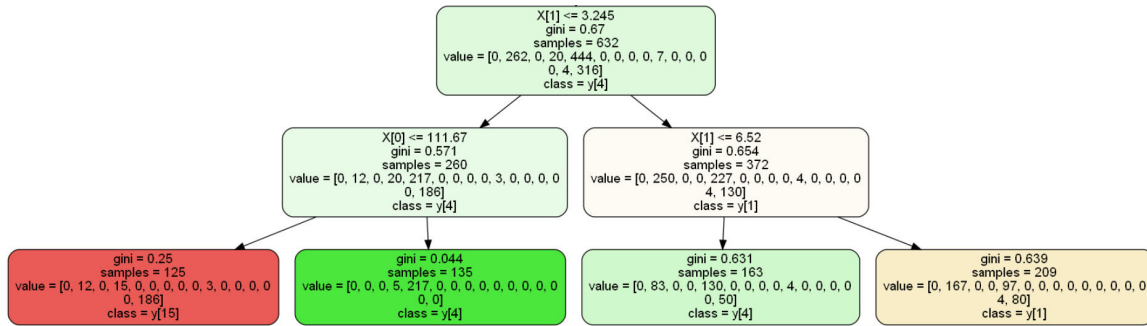 X[1] <= 3.245
gini = 0.67
samples = 632
value = [0, 262, 0, 20, 444, 0, 0, 0, 0, 7, 0, 0, 0
0, 4, 316]
class = y[4]
X[0] <= 111.67
gini = 0.571
samples = 260
value = [0, 12, 0, 20, 217, 0, 0, 0, 0, 3, 0, 0, 0, 0
0, 186]
class = y[4]
X[1] <= 6.52
gini = 0.654
samples = 372
value = [0, 250, 0, 0, 227, 0, 0, 0, 0, 4, 0, 0, 0, 0
4, 130]
class = y[1]
gini = 0.25
samples = 125
value = [0, 12, 0, 15, 0, 0, 0, 0, 0, 3, 0, 0, 0, 0
0, 186]
class = y[15]
gini = 0.044
samples = 135
value = [0, 0, 0, 5, 217, 0, 0, 0, 0, 0, 0, 0, 0, 0
0, 0]
class = y[4]
gini = 0.631
samples = 163
value = [0, 83, 0, 0, 130, 0, 0, 0, 0, 4, 0, 0, 0, 0
0, 50]
class = y[4]
gini = 0.639
samples = 209
value = [0, 167, 0, 0, 97, 0, 0, 0, 0, 0, 0, 0, 0, 0
4, 80]
class = y[1]